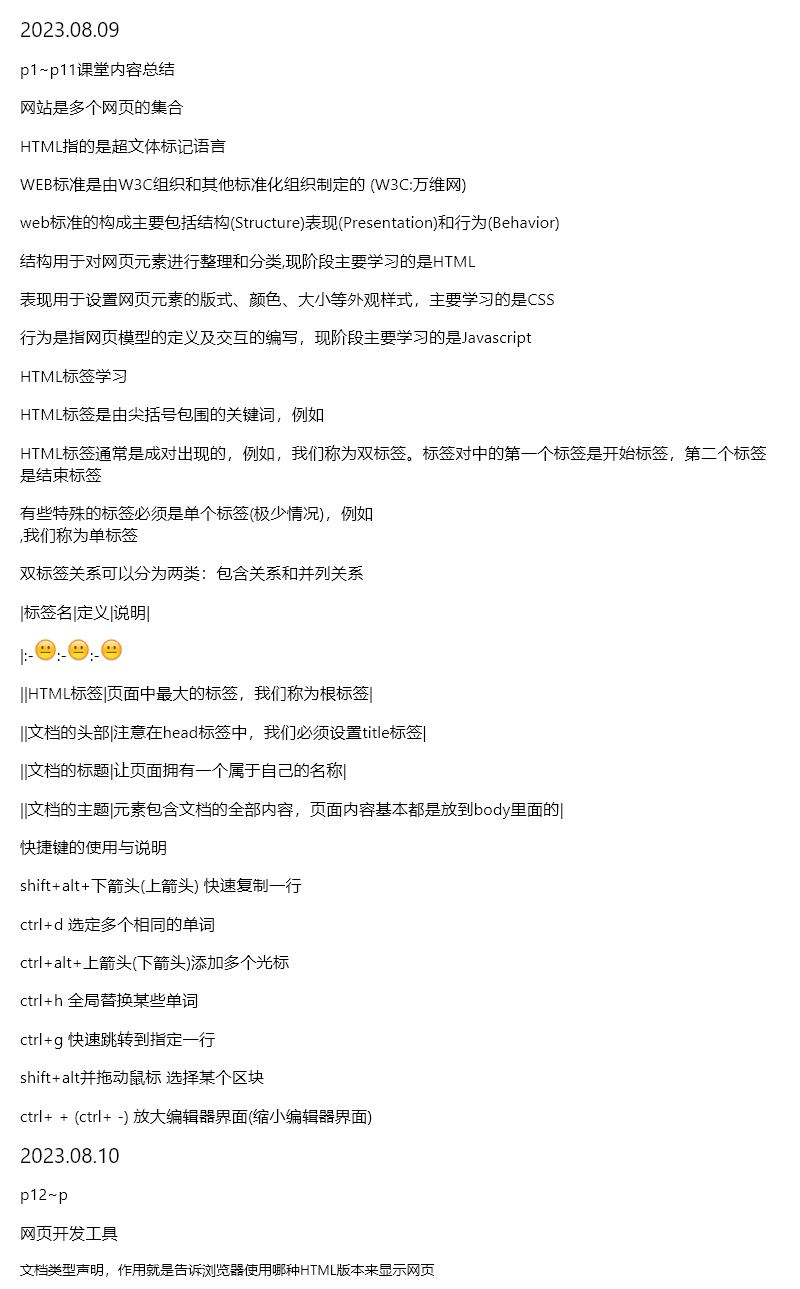 2023.08.09
p1~p11课堂内容总结
网站是多个网页的集合
HTML指的是超文体标记语言
WEB标准是由W3C组织和其他标准化组织制定的 (W3C:万维网)
web标准的构成主要包括结构(Structure)表现(Presentation)和行为(Behavior)
结构用于对网页元素进行整理和分类,现阶段主要学习的是HTML
表现用于设置网页元素的版式、颜色、大小等外观样式，主要学习的是CSS
行为是指网页模型的定义及交互的编写，现阶段主要学习的是Javascript
HTML标签学习
HTML标签是由尖括号包围的关键词，例如
HTML标签通常是成对出现的，例如，我们称为双标签。标签对中的第一个标签是开始标签，第二个标签
是结束标签
有些特殊的标签必须是单个标签(极少情况)，例如
,我们称为单标签
双标签关系可以分为两类：包含关系和并列关系
|标签名|定义|说明|
|:-😐:-😐:-😐
||HTML标签|页面中最大的标签，我们称为根标签|
||文档的头部|注意在head标签中，我们必须设置title标签|
||文档的标题|让页面拥有一个属于自己的名称|
||文档的主题|元素包含文档的全部内容，页面内容基本都是放到body里面的|
快捷键的使用与说明
shift+alt+下箭头(上箭头) 快速复制一行
ctrl+d 选定多个相同的单词
ctrl+alt+上箭头(下箭头)添加多个光标
ctrl+h 全局替换某些单词
ctrl+g 快速跳转到指定一行
shift+alt并拖动鼠标 选择某个区块
ctrl+ + (ctrl+ -) 放大编辑器界面(缩小编辑器界面)
2023.08.10
p12~p
网页开发工具
文档类型声明，作用就是告诉浏览器使用哪种HTML版本来显示网页